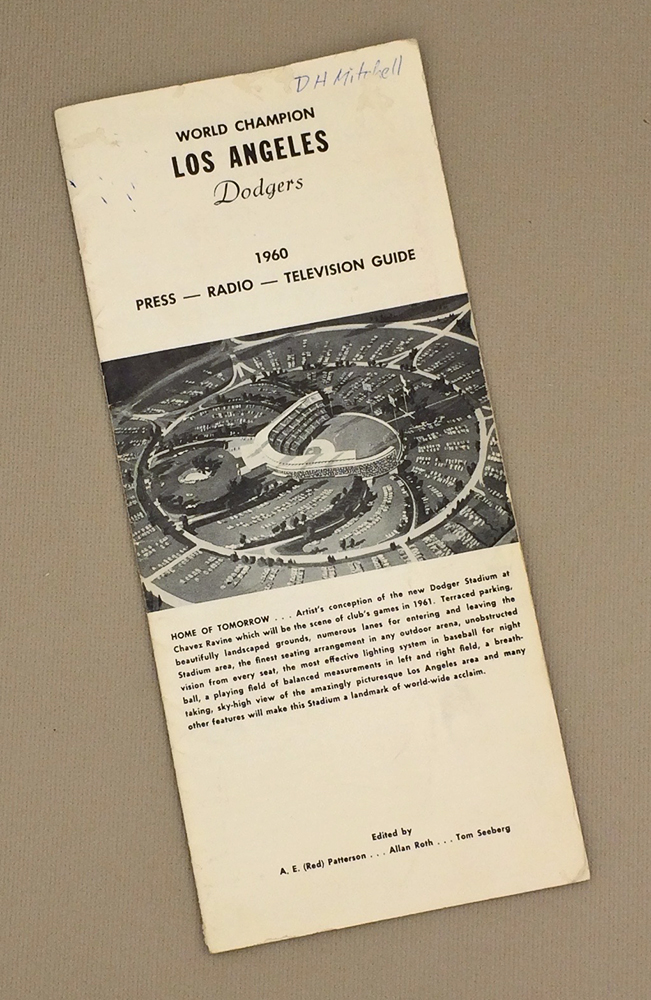 D H Mitchell
WORLD CHAMPION
LOS ANGELES
Dodgers
1960
PRESS — RADIO — TELEVISION GUIDE
HOME OF TOMORROW . . . Artist's conception of the new Dodger Stadium at
Chavez Ravine which will be the scene of club's games in 1961. Terraced parking,
beautifully landscaped grounds, numerous lanes for entering and leaving the
Stadium area, the finest seating arrangement in any outdoor arena, unobstructed
vision from every seat, the most effective lighting system in baseball for night
ball, a playing field of balanced measurements in left and right field, a breath-
taking, sky-high view of the amazingly picturesque Los Angeles area and many
other features will make this Stadium a landmark of world-wide acclaim.
Edited by
A. E. (Red) Patterson . . . Allan Roth . . . Tom Seeberg